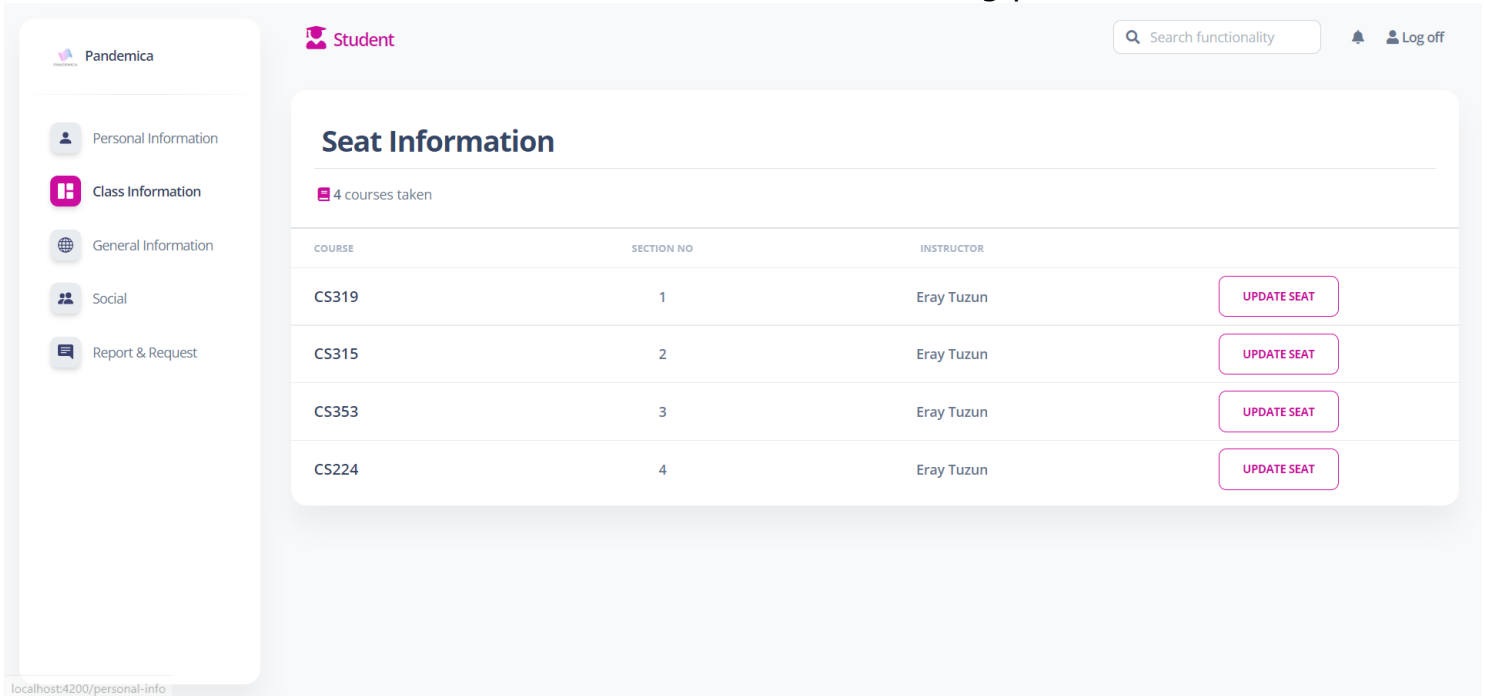 Pandemica
Student
Search functionality
Log off
Personal Information
Class Information
General Information
Social
Report & Request
Seat Information
4 courses taken
COURSE SECTION NO INSTRUCTOR
CS319 1 Eray Tuzun UPDATE SEAT
CS315 2 Eray Tuzun UPDATE SEAT
CS353 3 Eray Tuzun UPDATE SEAT
CS224 4 Eray Tuzun UPDATE SEAT
localhost:4200/personal-info